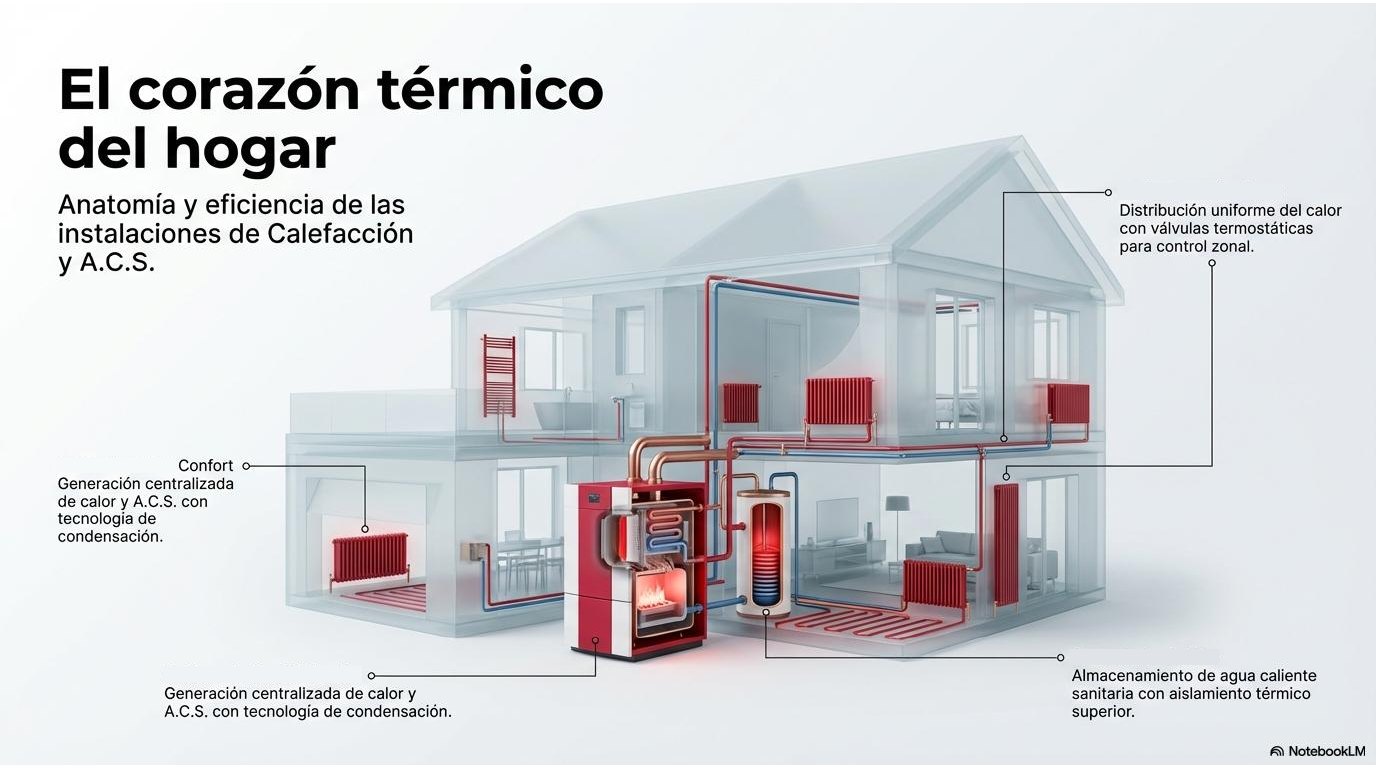 El corazón térmico
del hogar
Anatomía y eficiencia de las
instalaciones de Calefacción
y A.C.S.
Distribución uniforme del calor
con válvulas termostáticas
para control zonal.
Confort
Generación centralizada
de calor y A.C.S. con
tecnología de
condensación.
Generación centralizada de calor y
A.C.S. con tecnología de condensación.
Almacenamiento de agua caliente
sanitaria con aislamiento térmico
superior.
NotebookLM